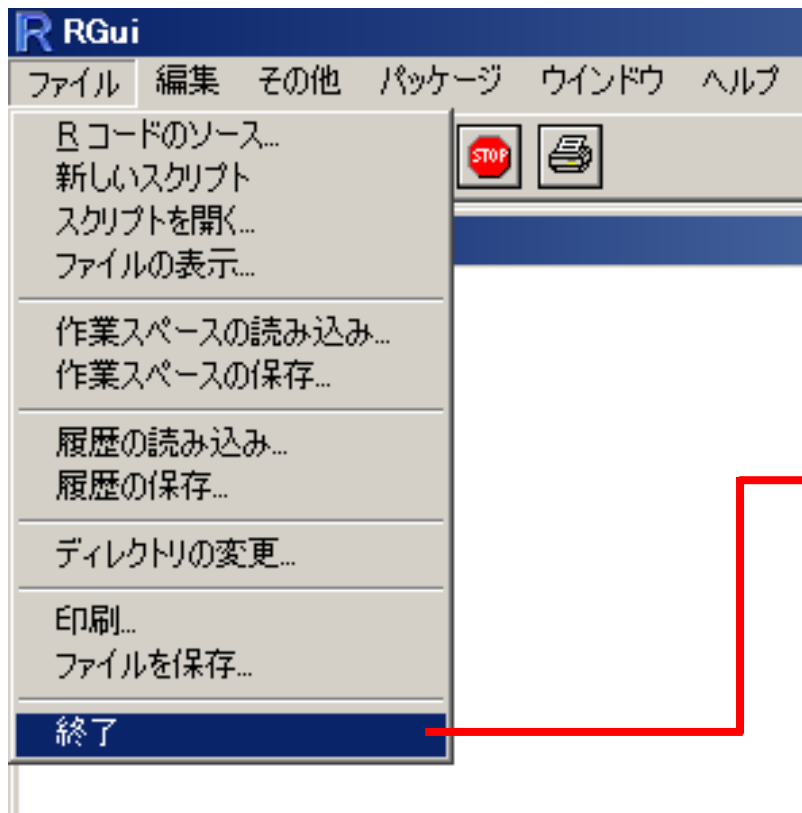 RGui
ファイル 編集 その他 パッケージ ウインドウ ヘルプ
R コードのソース...
新しいスクリプト
スクリプトを開く...
ファイルの表示...
STOP
作業スペースの読み込み...
作業スペースの保存...
履歴の読み込み...
履歴の保存...
ディレクトリの変更...
印刷...
ファイルを保存...
終了